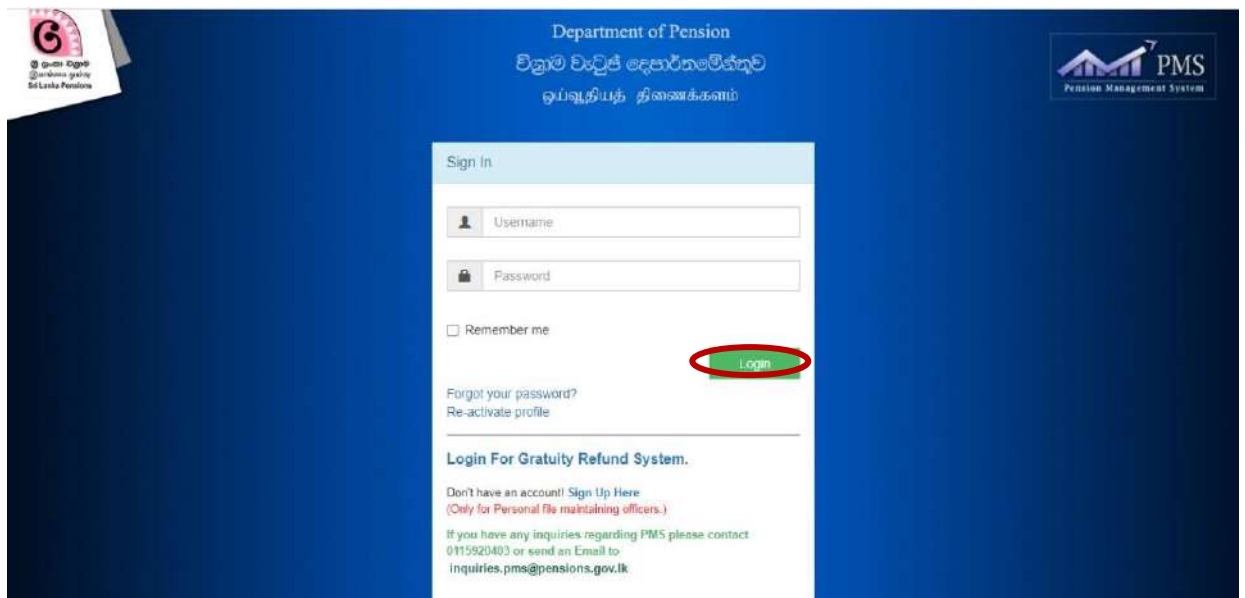 Department of Pension
විශ්‍රාම වැටුප් දෙපාර්තමේන්තුව
ஓய்வூதியத் திணைக்களம்
Sri Lanka Pensions
PMS
Pension Management System
Sign In
Username
Password
Remember me
Login
Forgot your password?
Re-activate profile
Login For Gratuity Refund System.
Don't have an account! Sign Up Here
(Only for Personal file maintaining officers.)
If you have any inquiries regarding PMS please contact
0115920403 or send an Email to
inquiries.pms@pensions.gov.lk